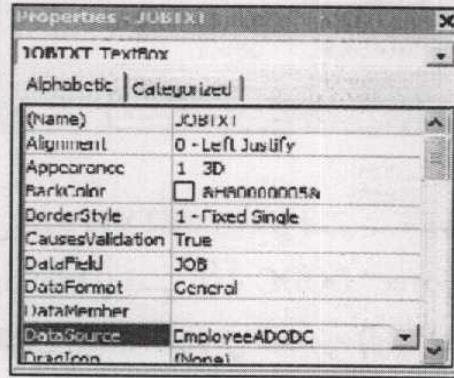 Properties - JOBTXT
JOBTXT TextBox
Alphabetic Categorized
(Name) JOBTXT
Alignment 0 - Left Justify
Appearance 1 - 3D
BackColor &H80000005&
BorderStyle 1 - Fixed Single
CausesValidation True
DataField JOB
DataFormat General
DataMember
DataSource EmployeeADODC
DragIcon (None)